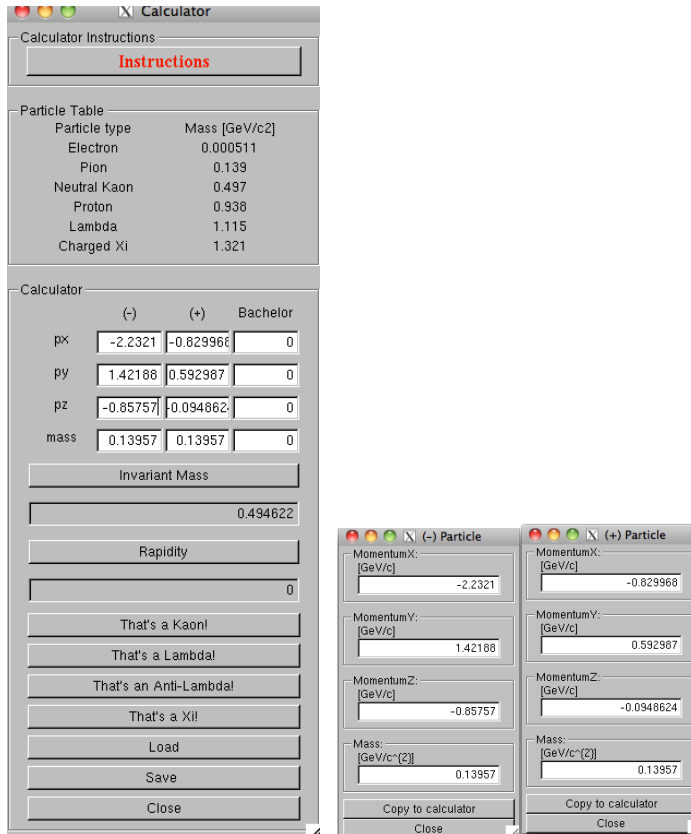 X Calculator
Calculator Instructions
Instructions
Particle Table
Particle type Mass [GeV/c2]
Electron 0.000511
Pion 0.139
Neutral Kaon 0.497
Proton 0.938
Lambda 1.115
Charged Xi 1.321
Calculator
(-) (+) Bachelor
px -2.2321 -0.829968 0
py 1.42188 0.592987 0
pz -0.85757 -0.094862 0
mass 0.13957 0.13957 0
Invariant Mass
0.494622
Rapidity
0
That's a Kaon!
That's a Lambda!
That's an Anti-Lambda!
That's a Xi!
Load
Save
Close
X (-) Particle
MomentumX:
[GeV/c]
-2.2321
MomentumY:
[GeV/c]
1.42188
MomentumZ:
[GeV/c]
-0.85757
Mass:
[GeV/c^{2}]
0.13957
Copy to calculator
Close
X (+) Particle
MomentumX:
[GeV/c]
-0.829968
MomentumY:
[GeV/c]
0.592987
MomentumZ:
[GeV/c]
-0.0948624
Mass:
[GeV/c^{2}]
0.13957
Copy to calculator
Close